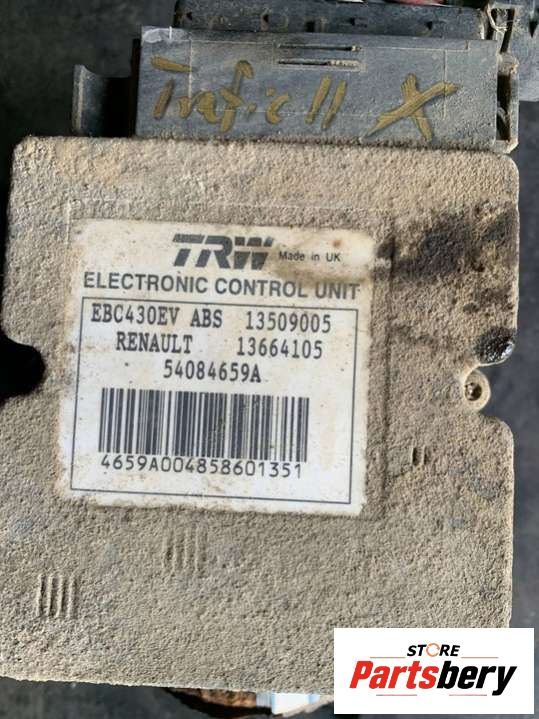 Trafic II X
TRW Made in UK
ELECTRONIC CONTROL UNIT
EBC430EV ABS 13509005
RENAULT 13664105
54084659A
4659A004858601351
STORE
Partsbery